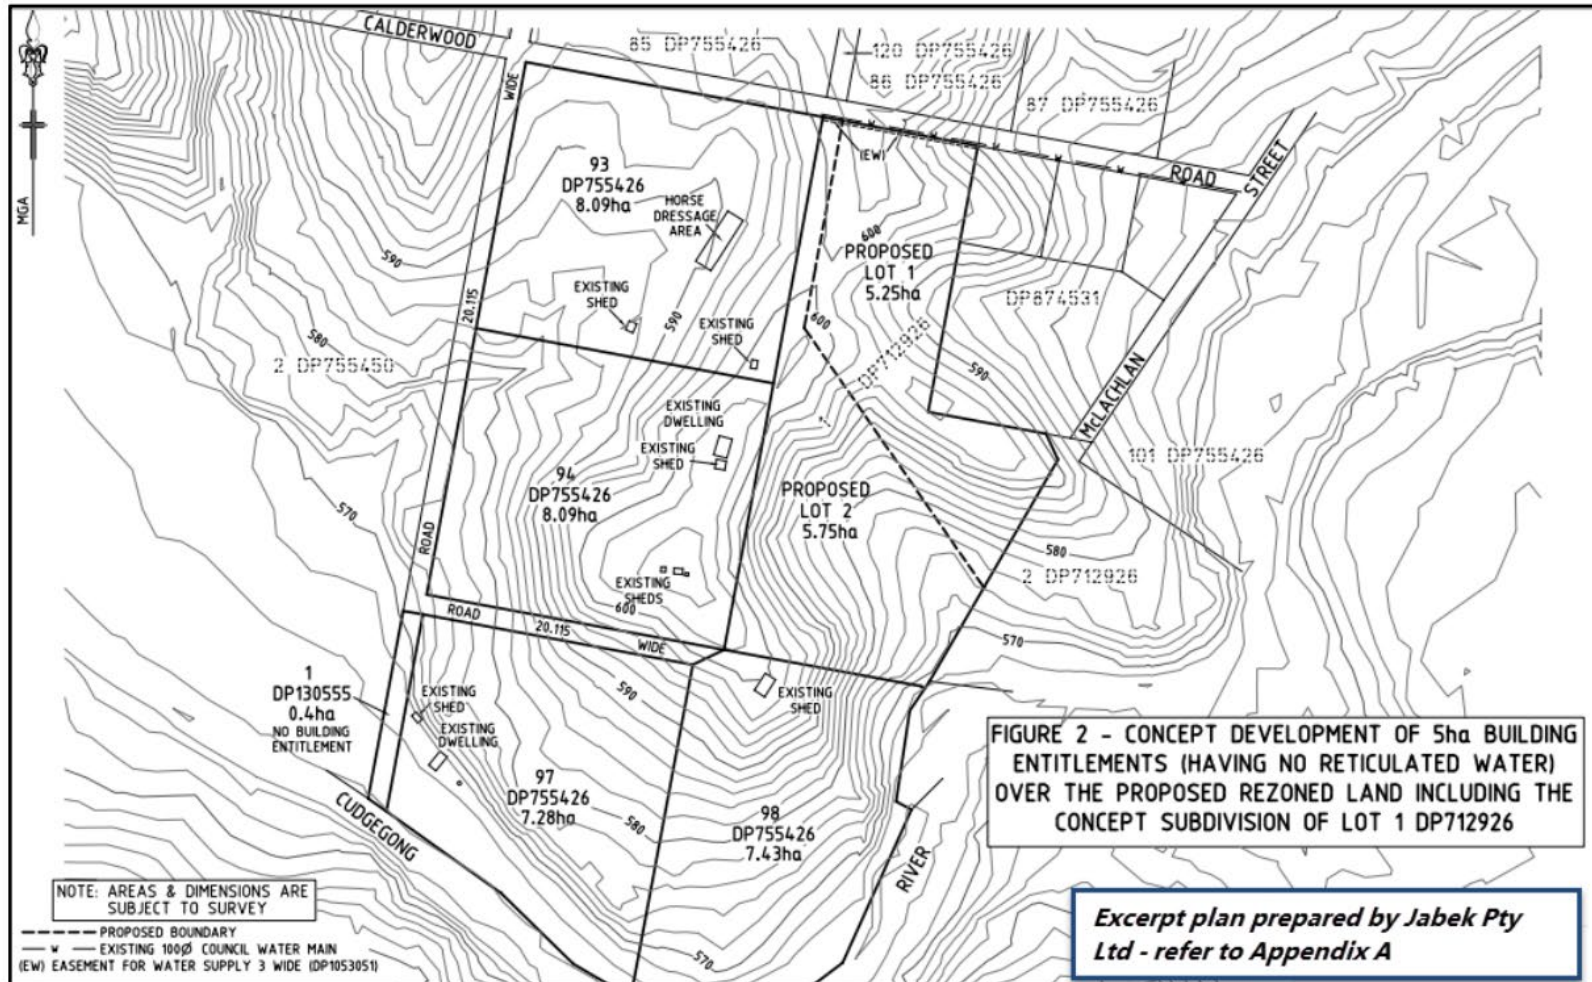 CALDERWOOD
85 DP755426
120 DP755426
86 DP755426
87 DP755426
WIDE
ROAD
STREET
(EW)
W
W
W
W
W
W
MGA
93
DP755426
8.09ha
HORSE
DRESSAGE
AREA
590
600
PROPOSED
LOT 1
5.25ha
EXISTING
SHED
20.115
590
EXISTING
SHED
600
DP874531
580
2 DP755450
DP712926
590
McLACHLAN
EXISTING
DWELLING
EXISTING
SHED
101 DP755426
94
DP755426
8.09ha
PROPOSED
LOT 2
5.75ha
570
ROAD
580
2 DP712926
EXISTING
SHEDS
600
ROAD
20.115
WIDE
570
1
DP130555
0.4ha
NO BUILDING
ENTITLEMENT
EXISTING
SHED
EXISTING
DWELLING
590
EXISTING
SHED
97
DP755426
7.28ha
580
98
DP755426
7.43ha
CUDGEGONG
RIVER
570
FIGURE 2 - CONCEPT DEVELOPMENT OF 5ha BUILDING
ENTITLEMENTS (HAVING NO RETICULATED WATER)
OVER THE PROPOSED REZONED LAND INCLUDING THE
CONCEPT SUBDIVISION OF LOT 1 DP712926
NOTE: AREAS & DIMENSIONS ARE
SUBJECT TO SURVEY
PROPOSED BOUNDARY
W EXISTING 100Ø COUNCIL WATER MAIN
(EW) EASEMENT FOR WATER SUPPLY 3 WIDE (DP1053051)
Excerpt plan prepared by Jabek Pty
Ltd - refer to Appendix A